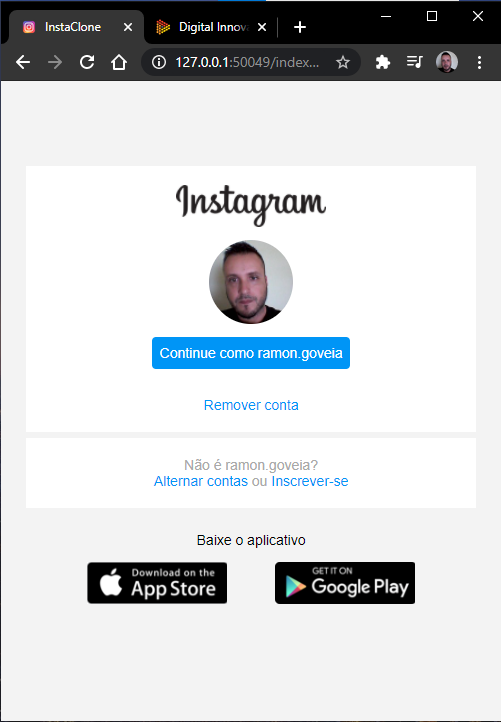 InstaClone
Digital Innova
127.0.0.1:50049/index...
Instagram
Continue como ramon.goveia
Remover conta
Não é ramon.goveia?
Alternar contas ou Inscrever-se
Baixe o aplicativo
Download on the
App Store
GET IT ON
Google Play